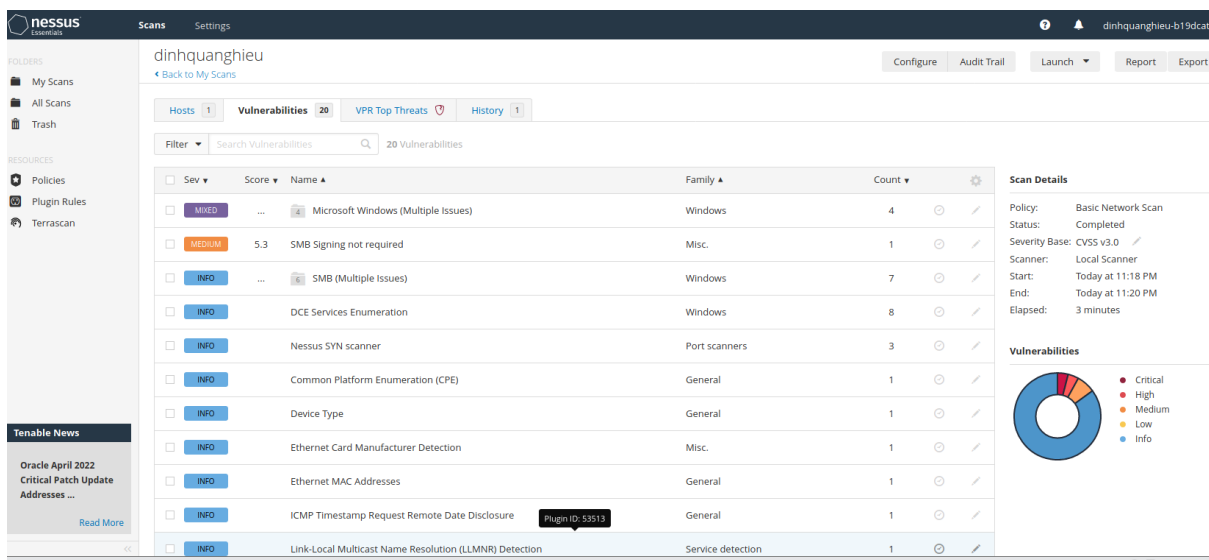 nessus
Essentials
Scans Settings
dinhquanghieu-b19dcat
FOLDERS
My Scans
All Scans
Trash
RESOURCES
Policies
Plugin Rules
Terrascan
Tenable News
Oracle April 2022
Critical Patch Update
Addresses ...
Read More
dinhquanghieu
Back to My Scans
Configure Audit Trail Launch Report Export
Hosts 1 Vulnerabilities 20 VPR Top Threats History 1
Filter Search Vulnerabilities 20 Vulnerabilities
Sev Score Name Family Count
MIXED ... 4 Microsoft Windows (Multiple Issues) Windows 4
MEDIUM 5.3 SMB Signing not required Misc. 1
INFO ... 6 SMB (Multiple Issues) Windows 7
INFO DCE Services Enumeration Windows 8
INFO Nessus SYN scanner Port scanners 3
INFO Common Platform Enumeration (CPE) General 1
INFO Device Type General 1
INFO Ethernet Card Manufacturer Detection Misc. 1
INFO Ethernet MAC Addresses General 1
INFO ICMP Timestamp Request Remote Date Disclosure General 1
Plugin ID: 53513
INFO Link-Local Multicast Name Resolution (LLMNR) Detection Service detection 1
Scan Details
Policy: Basic Network Scan
Status: Completed
Severity Base: CVSS v3.0
Scanner: Local Scanner
Start: Today at 11:18 PM
End: Today at 11:20 PM
Elapsed: 3 minutes
Vulnerabilities
Critical
High
Medium
Low
Info